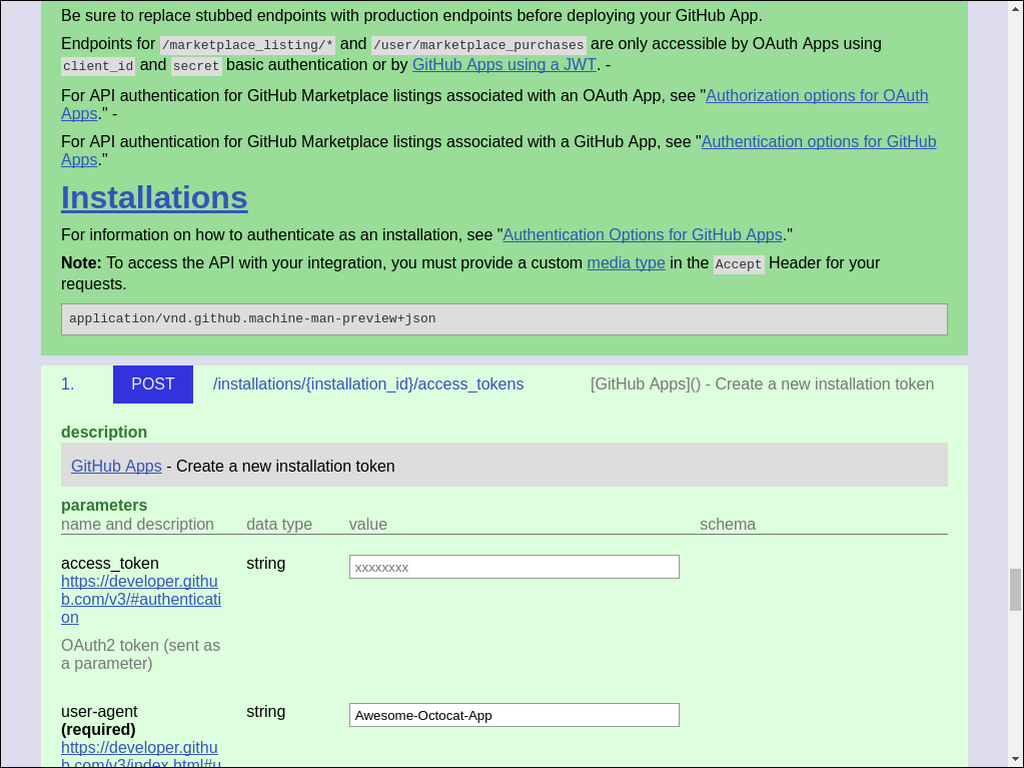 Be sure to replace stubbed endpoints with production endpoints before deploying your GitHub App.
Endpoints for /marketplace_listing/* and /user/marketplace_purchases are only accessible by OAuth Apps using
client_id and secret basic authentication or by GitHub Apps using a JWT. -
For API authentication for GitHub Marketplace listings associated with an OAuth App, see "Authorization options for OAuth
Apps." -
For API authentication for GitHub Marketplace listings associated with a GitHub App, see "Authentication options for GitHub
Apps."
Installations
For information on how to authenticate as an installation, see "Authentication Options for GitHub Apps."
Note: To access the API with your integration, you must provide a custom media type in the Accept Header for your
requests.
application/vnd.github.machine-man-preview+json
1. POST /installations/{installation_id}/access_tokens [GitHub Apps]() - Create a new installation token
description
GitHub Apps - Create a new installation token
parameters
name and description data type value schema
access_token string xxxxxxxx
https://developer.githu
b.com/v3/#authenticati
on
OAuth2 token (sent as
a parameter)
user-agent string Awesome-Octocat-App
(required)
https://developer.githu
b.com/v3/index.html#u